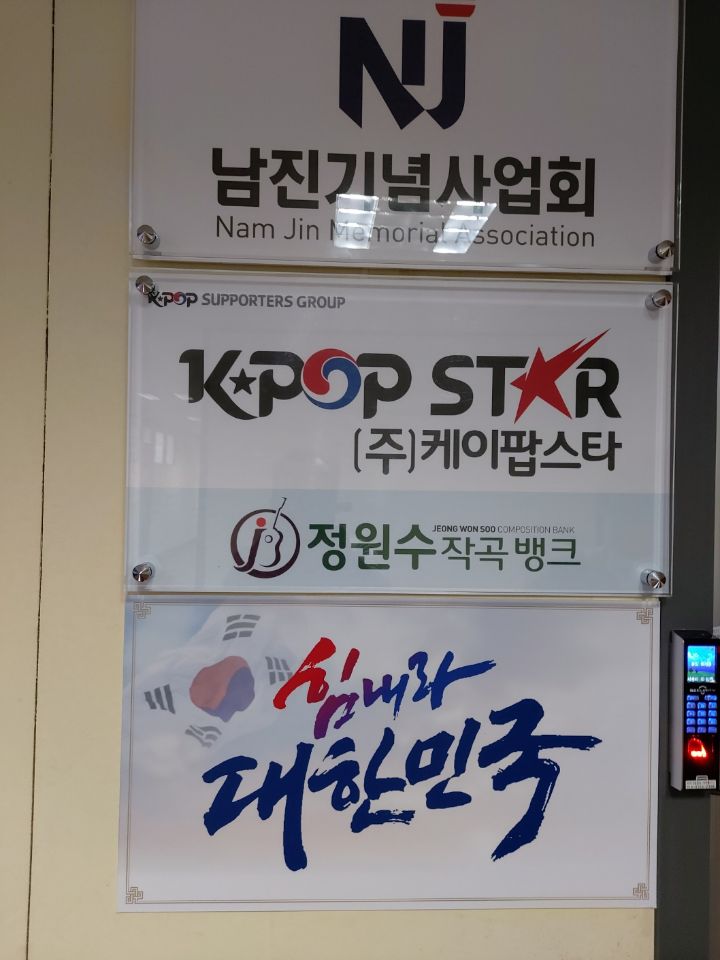 NJ
남진기념사업회
Nam Jin Memorial Association
K★POP SUPPORTERS GROUP
K★POP STAR
(주)케이팝스타
JEONG WON SOO COMPOSITION BANK
정원수 작곡 뱅크
힘내라
대한민국